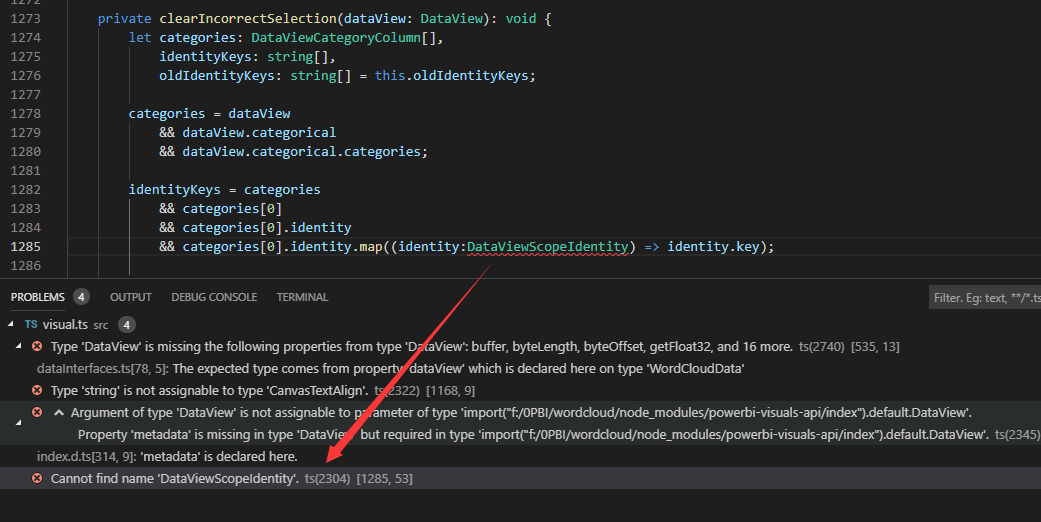 1272
1273 private clearIncorrectSelection(dataView: DataView): void {
1274 let categories: DataViewCategoryColumn[],
1275 identityKeys: string[],
1276 oldIdentityKeys: string[] = this.oldIdentityKeys;
1277
1278 categories = dataView
1279 && dataView.categorical
1280 && dataView.categorical.categories;
1281
1282 identityKeys = categories
1283 && categories[0]
1284 && categories[0].identity
1285 && categories[0].identity.map((identity:DataViewScopeIdentity) => identity.key);
1286
PROBLEMS 4 OUTPUT DEBUG CONSOLE TERMINAL Filter. Eg: text, **/*.ts
TS visual.ts src 4
Type 'DataView' is missing the following properties from type 'DataView': buffer, byteLength, byteOffset, getFloat32, and 16 more. ts(2740) [535, 13]
dataInterfaces.ts[78, 5]: The expected type comes from property 'dataView' which is declared here on type 'WordCloudData'
Type 'string' is not assignable to type 'CanvasTextAlign'. ts(2322) [1168, 9]
Argument of type 'DataView' is not assignable to parameter of type 'import("f:/0PBI/wordcloud/node_modules/powerbi-visuals-api/index").default.DataView'.
Property 'metadata' is missing in type 'DataView' but required in type 'import("f:/0PBI/wordcloud/node_modules/powerbi-visuals-api/index").default.DataView'. ts(2345)
index.d.ts[314, 9]: 'metadata' is declared here.
Cannot find name 'DataViewScopeIdentity'. ts(2304) [1285, 53]